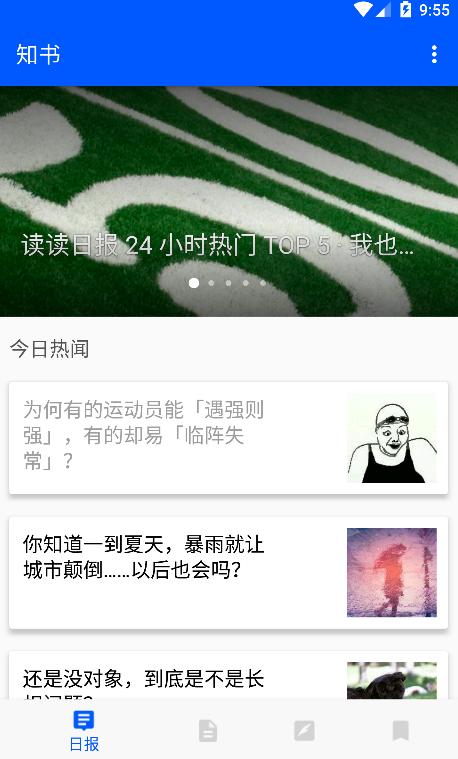 9:55
知书
读读日报 24 小时热门 TOP 5 · 我也...
今日热闻
为何有的运动员能「遇强则
强」，有的却易「临阵失
常」？
你知道一到夏天，暴雨就让
城市颠倒……以后也会吗？
还是没对象，到底是不是长
相问题？
日报